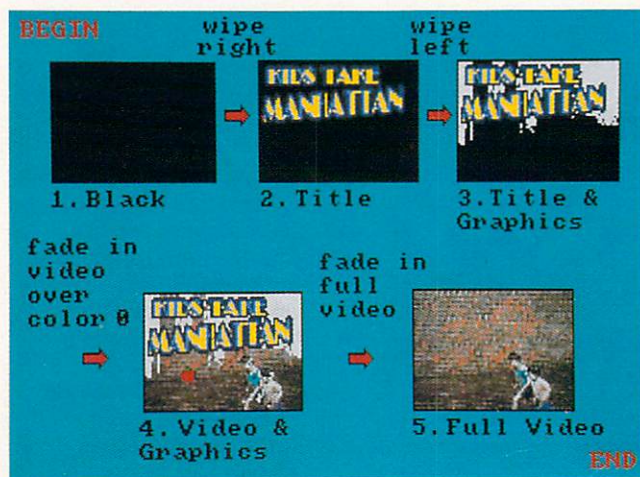 BEGIN
wipe
right
wipe
left
KIDS TAKE
MANHATTAN
KIDS TAKE
MANHATTAN
1.Black
2.Title
3.Title &
Graphics
fade in
video
over
color 0
fade in
full
video
KIDS TAKE
MANHATTAN
4.Video &
Graphics
5.Full Video
END